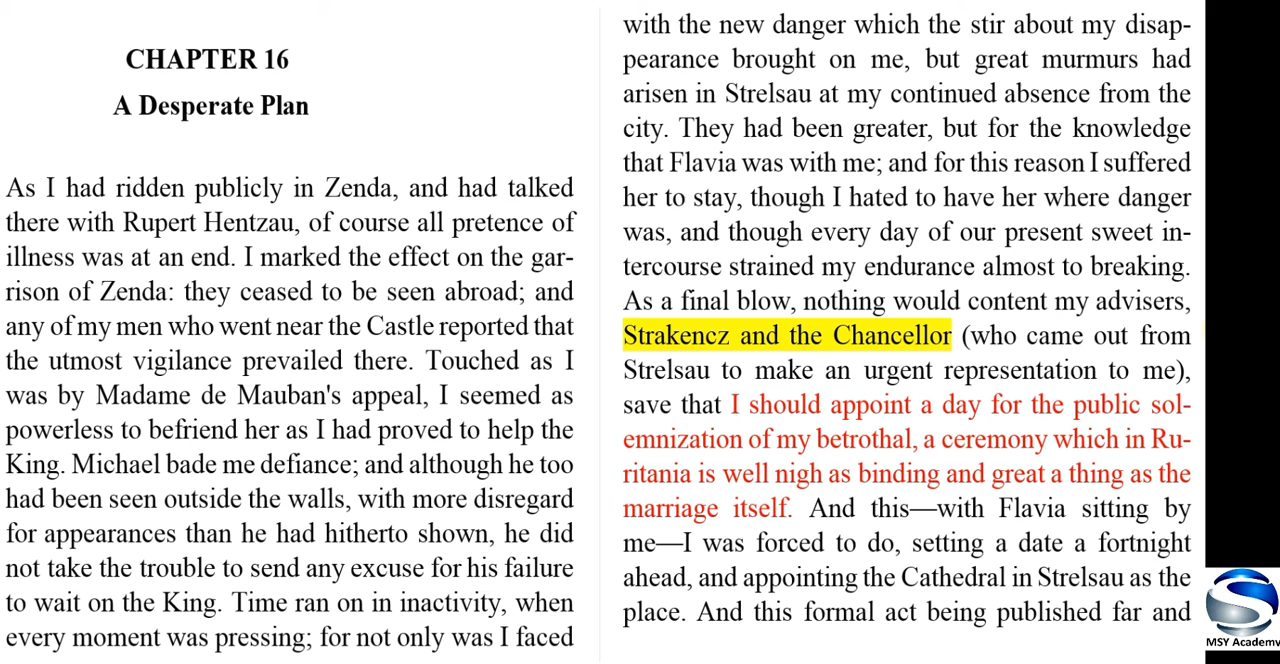 CHAPTER 16
A Desperate Plan
As I had ridden publicly in Zenda, and had talked
there with Rupert Hentzau, of course all pretence of
illness was at an end. I marked the effect on the gar-
rison of Zenda: they ceased to be seen abroad; and
any of my men who went near the Castle reported that
the utmost vigilance prevailed there. Touched as I
was by Madame de Mauban's appeal, I seemed as
powerless to befriend her as I had proved to help the
King. Michael bade me defiance; and although he too
had been seen outside the walls, with more disregard
for appearances than he had hitherto shown, he did
not take the trouble to send any excuse for his failure
to wait on the King. Time ran on in inactivity, when
every moment was pressing; for not only was I faced
with the new danger which the stir about my disap-
pearance brought on me, but great murmurs had
arisen in Strelsau at my continued absence from the
city. They had been greater, but for the knowledge
that Flavia was with me; and for this reason I suffered
her to stay, though I hated to have her where danger
was, and though every day of our present sweet in-
tercourse strained my endurance almost to breaking.
As a final blow, nothing would content my advisers,
Strakencz and the Chancellor (who came out from
Strelsau to make an urgent representation to me),
save that I should appoint a day for the public sol-
emnization of my betrothal, a ceremony which in Ru-
ritania is well nigh as binding and great a thing as the
marriage itself. And this—with Flavia sitting by
me—I was forced to do, setting a date a fortnight
ahead, and appointing the Cathedral in Strelsau as the
place. And this formal act being published far and
MSY Academy